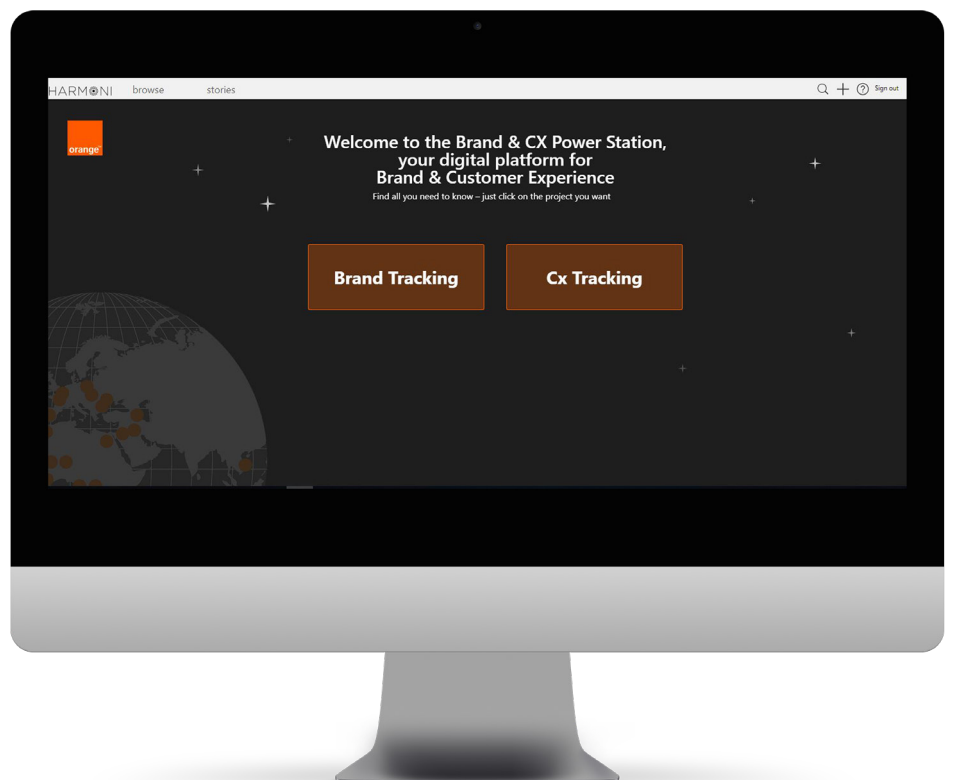 HARMONI browse stories Sign out
orange™
Welcome to the Brand & CX Power Station,
your digital platform for
Brand & Customer Experience
Find all you need to know – just click on the project you want
Brand Tracking Cx Tracking